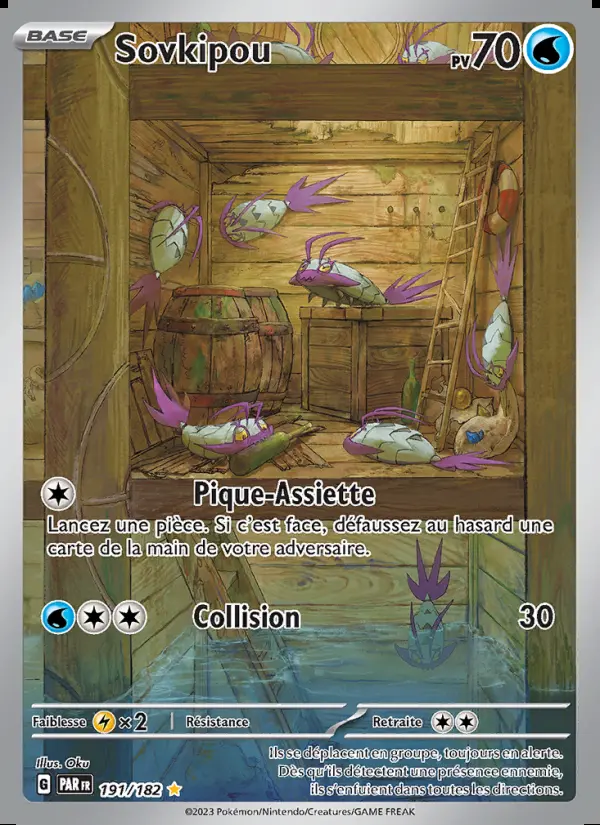 BASE Sovkipou PV 70
Pique-Assiette
Lancez une pièce. Si c'est face, défaussez au hasard une
carte de la main de votre adversaire.
Collision 30
Faiblesse ×2 Résistance Retraite
Illus. Oku
G PAR FR 191/182
Ils se déplacent en groupe, toujours en alerte.
Dès qu'ils détectent une présence ennemie,
ils s'enfuient dans toutes les directions.
©2023 Pokémon/Nintendo/Creatures/GAME FREAK